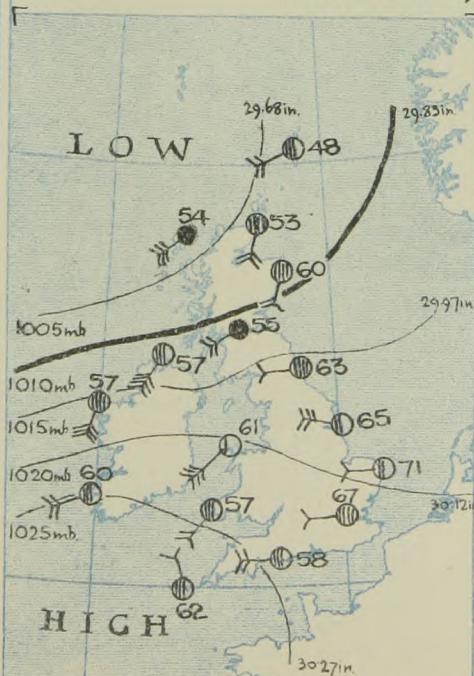 29.68in.
29.83in.
LOW
48
54
53
60
1005mb
55
29.97in
57
63
1010mb
57
1015mb
65
61
1020mb
71
60
57
67
30.12in
1025mb.
58
62
HIGH
30.27in.